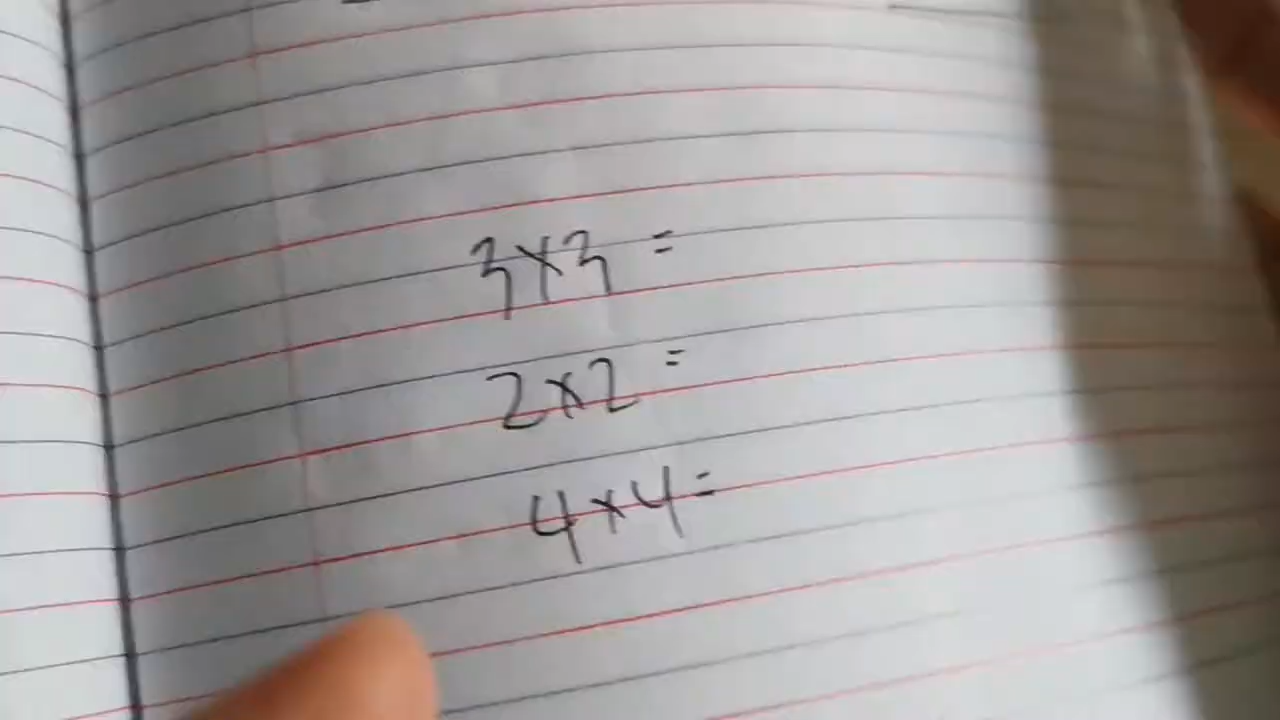 3x3 =
2x2 =
4x4=